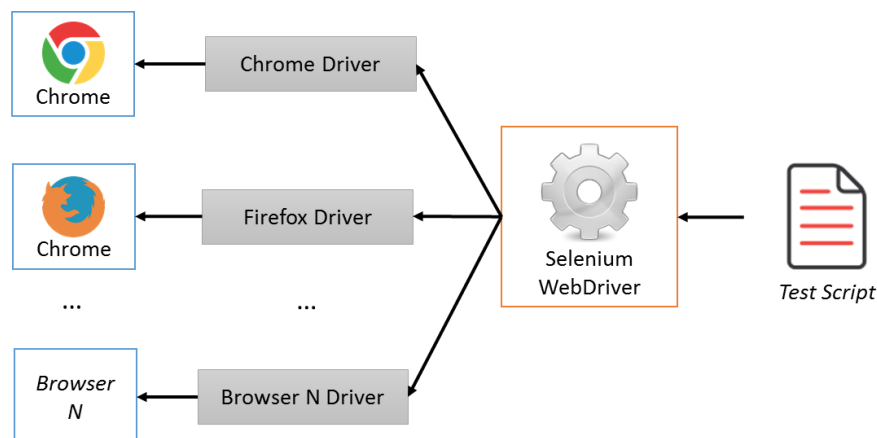 Chrome
Chrome Driver
Chrome
Firefox Driver
Selenium
WebDriver
Test Script
...
...
Browser
N
Browser N Driver